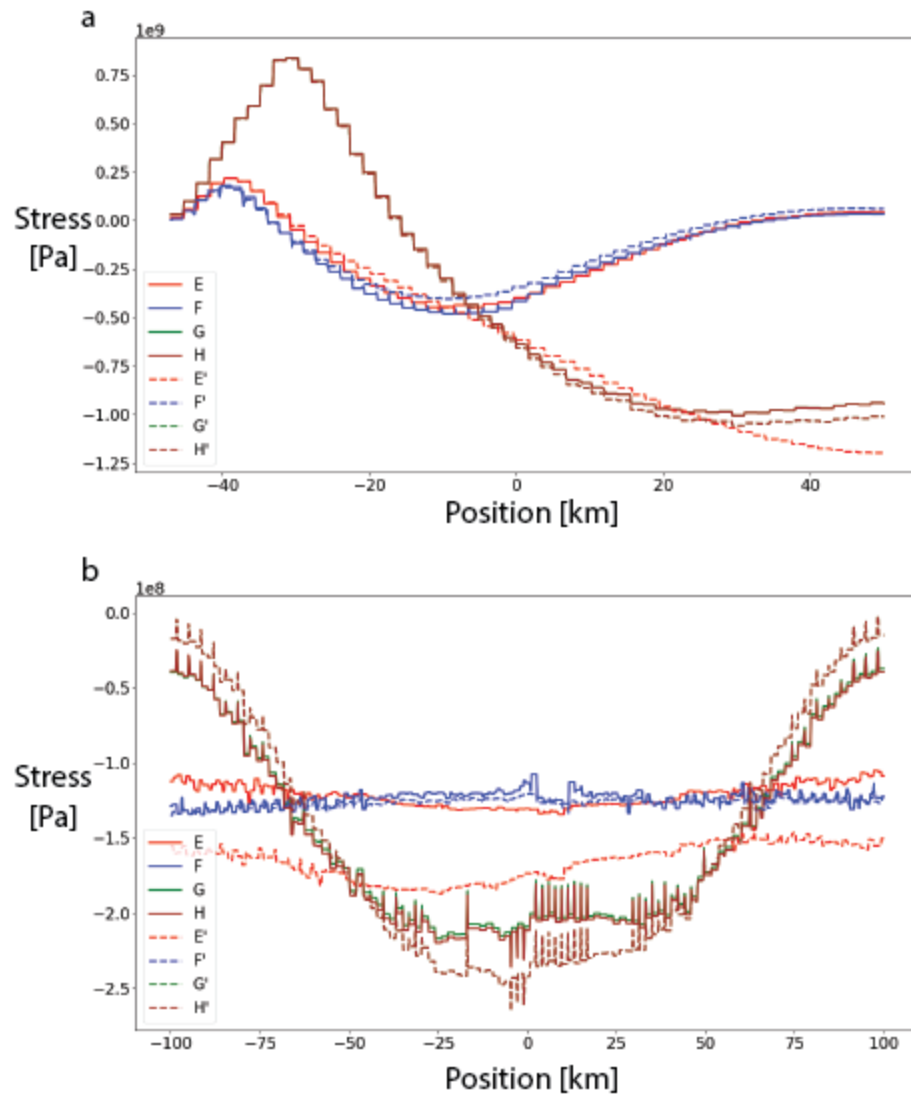 a
1e9
0.75
0.50
0.25
0.00
−0.25
−0.50
−0.75
−1.00
−1.25
Stress
[Pa]
E
F
G
H
E'
F'
G'
H'
−40
−20
0
20
40
Position [km]
b
1e8
0.0
−0.5
−1.0
−1.5
−2.0
−2.5
Stress
[Pa]
E
F
G
H
E'
F'
G'
H'
−100
−75
−50
−25
0
25
50
75
100
Position [km]